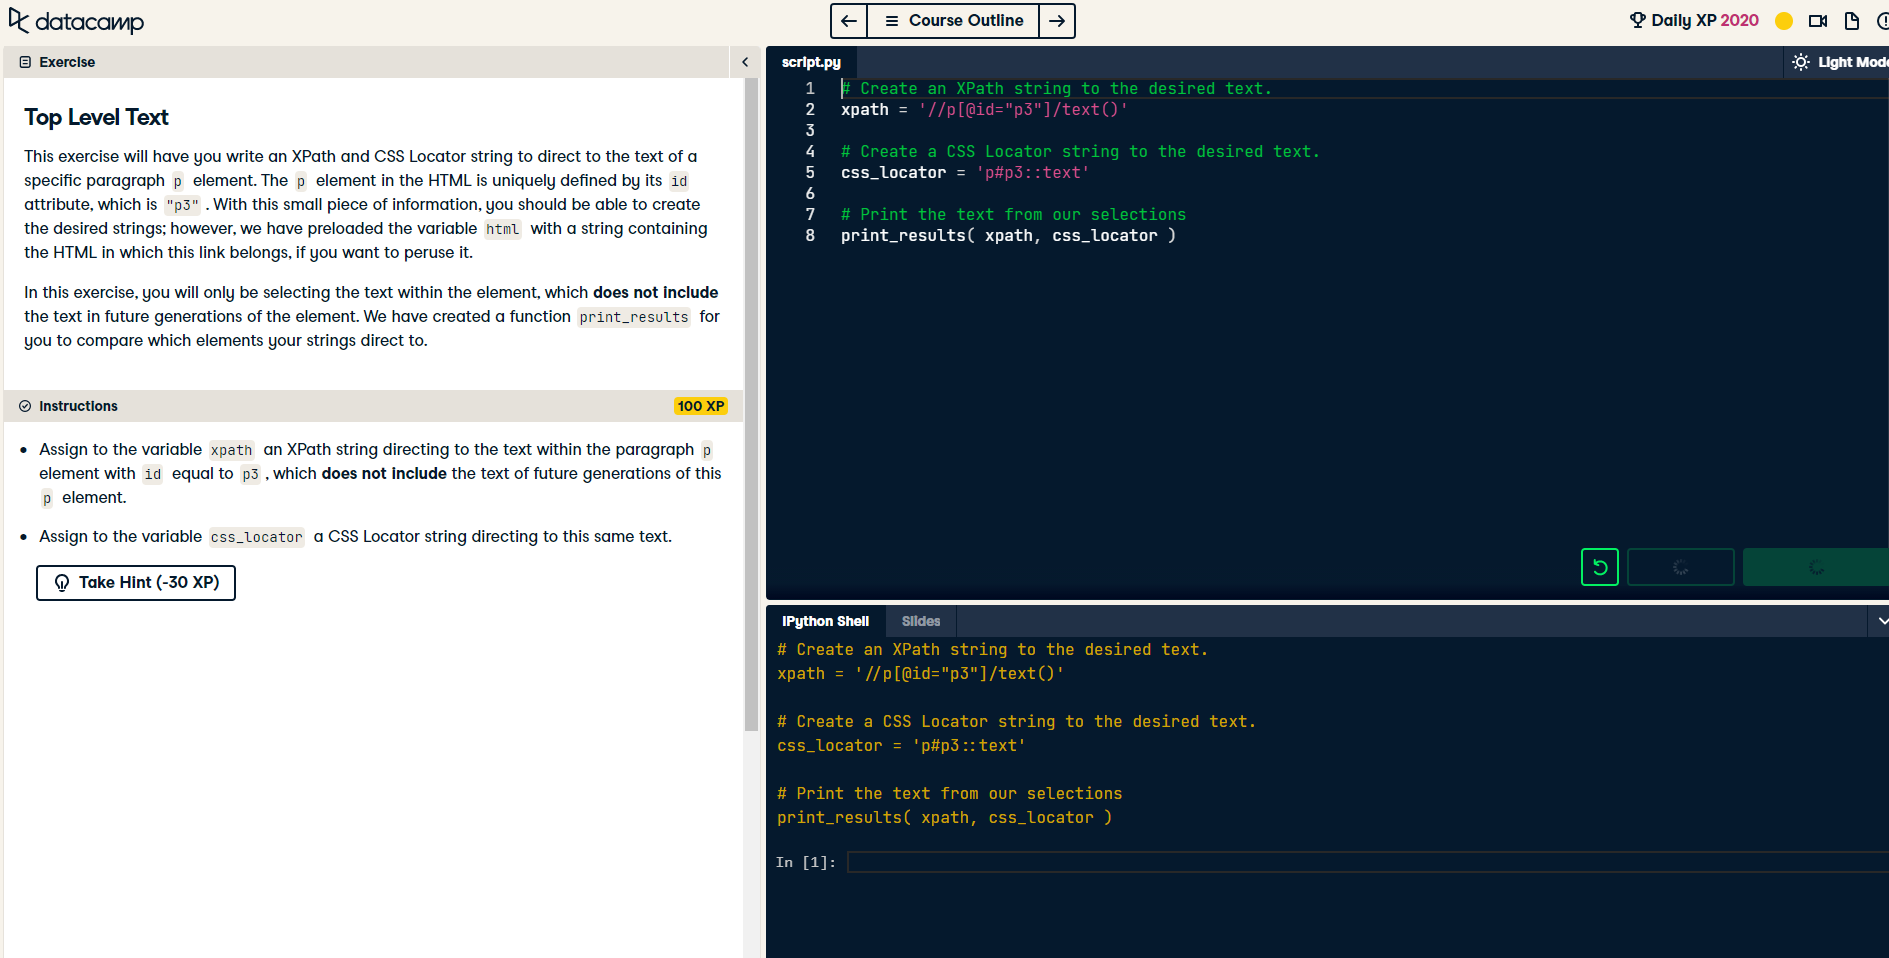 datacamp
Course Outline
Daily XP 2020
Exercise
Top Level Text
This exercise will have you write an XPath and CSS Locator string to direct to the text of a
specific paragraph p element. The p element in the HTML is uniquely defined by its id
attribute, which is "p3" . With this small piece of information, you should be able to create
the desired strings; however, we have preloaded the variable html with a string containing
the HTML in which this link belongs, if you want to peruse it.
In this exercise, you will only be selecting the text within the element, which does not include
the text in future generations of the element. We have created a function print_results for
you to compare which elements your strings direct to.
Instructions
100 XP
• Assign to the variable xpath an XPath string directing to the text within the paragraph p
element with id equal to p3 , which does not include the text of future generations of this
p element.
• Assign to the variable css_locator a CSS Locator string directing to this same text.
Take Hint (-30 XP)
script.py
Light Mode
1 # Create an XPath string to the desired text.
2 xpath = '//p[@id="p3"]/text()'
3
4 # Create a CSS Locator string to the desired text.
5 css_locator = 'p#p3::text'
6
7 # Print the text from our selections
8 print_results( xpath, css_locator )
IPython Shell
Slides
# Create an XPath string to the desired text.
xpath = '//p[@id="p3"]/text()'
# Create a CSS Locator string to the desired text.
css_locator = 'p#p3::text'
# Print the text from our selections
print_results( xpath, css_locator )
In [1]: